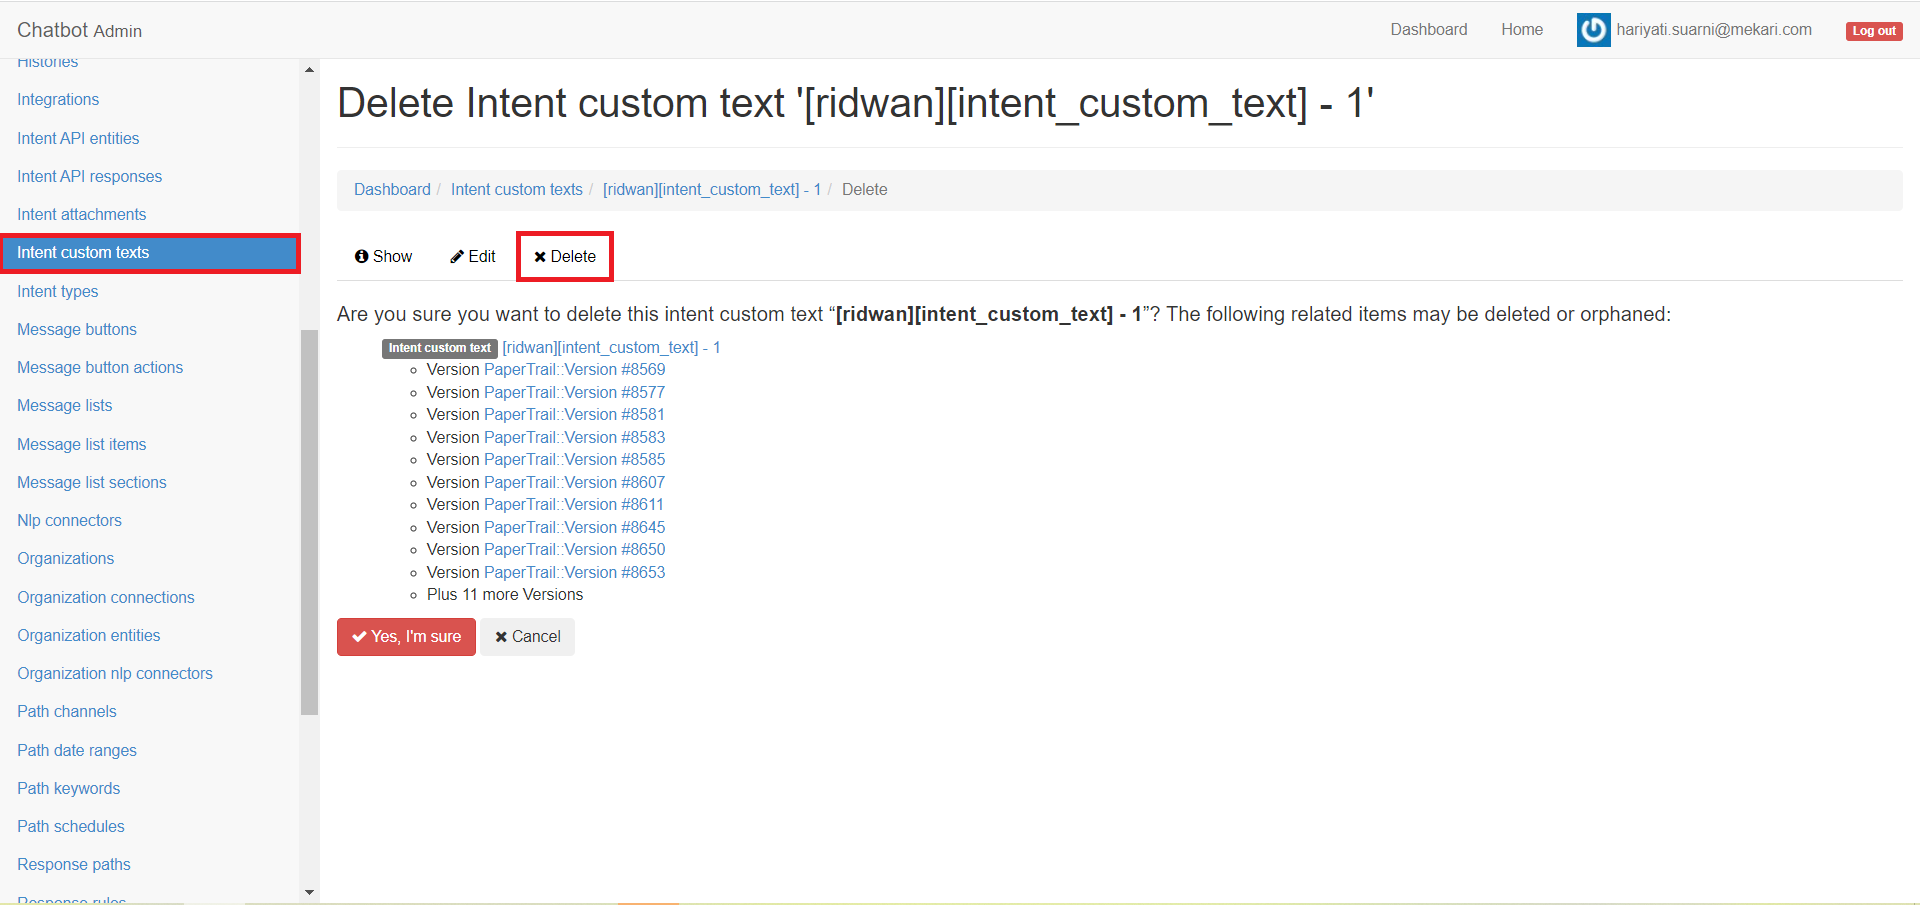 Chatbot Admin
Dashboard
Home
hariyati.suarni@mekari.com
Log out
Histories
Integrations
Intent API entities
Intent API responses
Intent attachments
Intent custom texts
Intent types
Message buttons
Message button actions
Message lists
Message list items
Message list sections
Nlp connectors
Organizations
Organization connections
Organization entities
Organization nlp connectors
Path channels
Path date ranges
Path keywords
Path schedules
Response paths
Response rules
Delete Intent custom text '[ridwan][intent_custom_text] - 1'
Dashboard / Intent custom texts / [ridwan][intent_custom_text] - 1 / Delete
Show
Edit
Delete
Are you sure you want to delete this intent custom text “[ridwan][intent_custom_text] - 1”? The following related items may be deleted or orphaned:
Intent custom text [ridwan][intent_custom_text] - 1
Version PaperTrail::Version #8569
Version PaperTrail::Version #8577
Version PaperTrail::Version #8581
Version PaperTrail::Version #8583
Version PaperTrail::Version #8585
Version PaperTrail::Version #8607
Version PaperTrail::Version #8611
Version PaperTrail::Version #8645
Version PaperTrail::Version #8650
Version PaperTrail::Version #8653
Plus 11 more Versions
Yes, I'm sure
Cancel